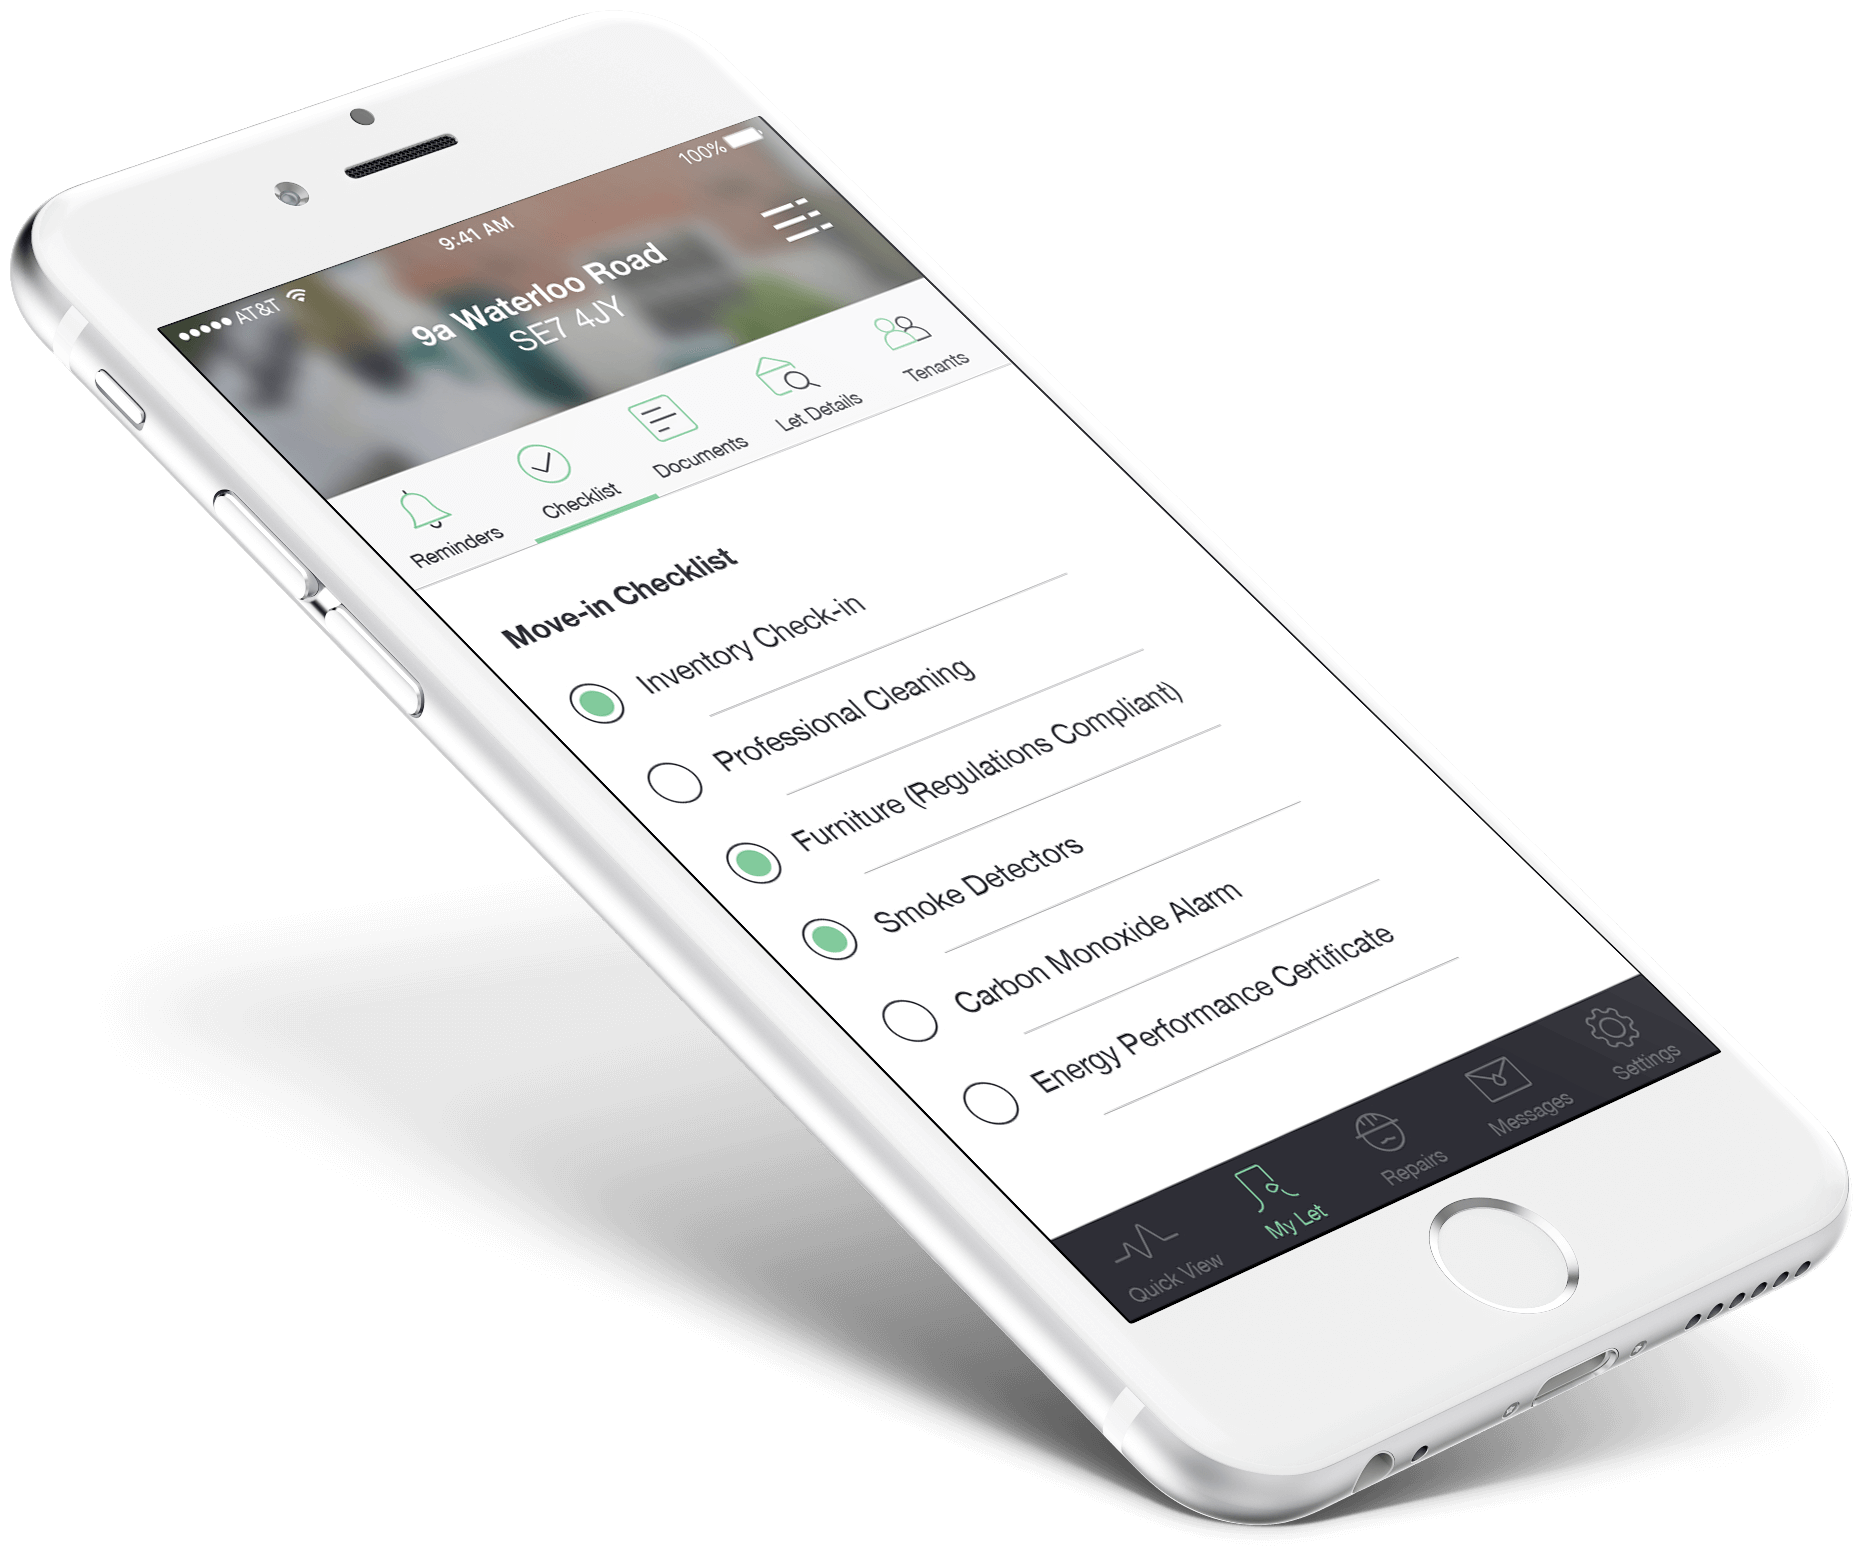 AT&T 9:41 AM 100%
9a Waterloo Road
SE7 4JY
Reminders Checklist Documents Let Details Tenants
Move-in Checklist
Inventory Check-in
Professional Cleaning
Furniture (Regulations Compliant)
Smoke Detectors
Carbon Monoxide Alarm
Energy Performance Certificate
Quick View My Let Repairs Messages Settings